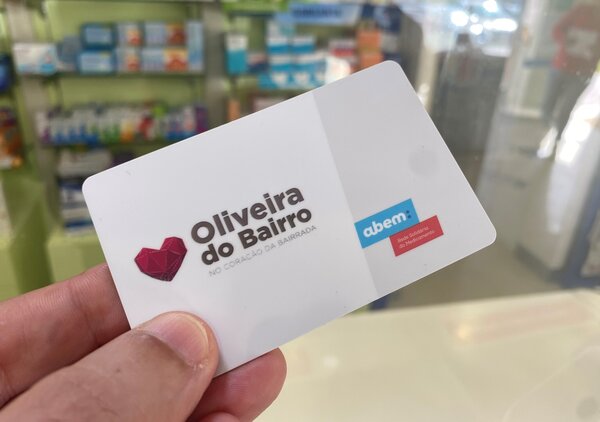 Oliveira
do Bairro
NO CORAÇÃO DA BAIRRADA
abem:
Rede Solidária
do Medicamento